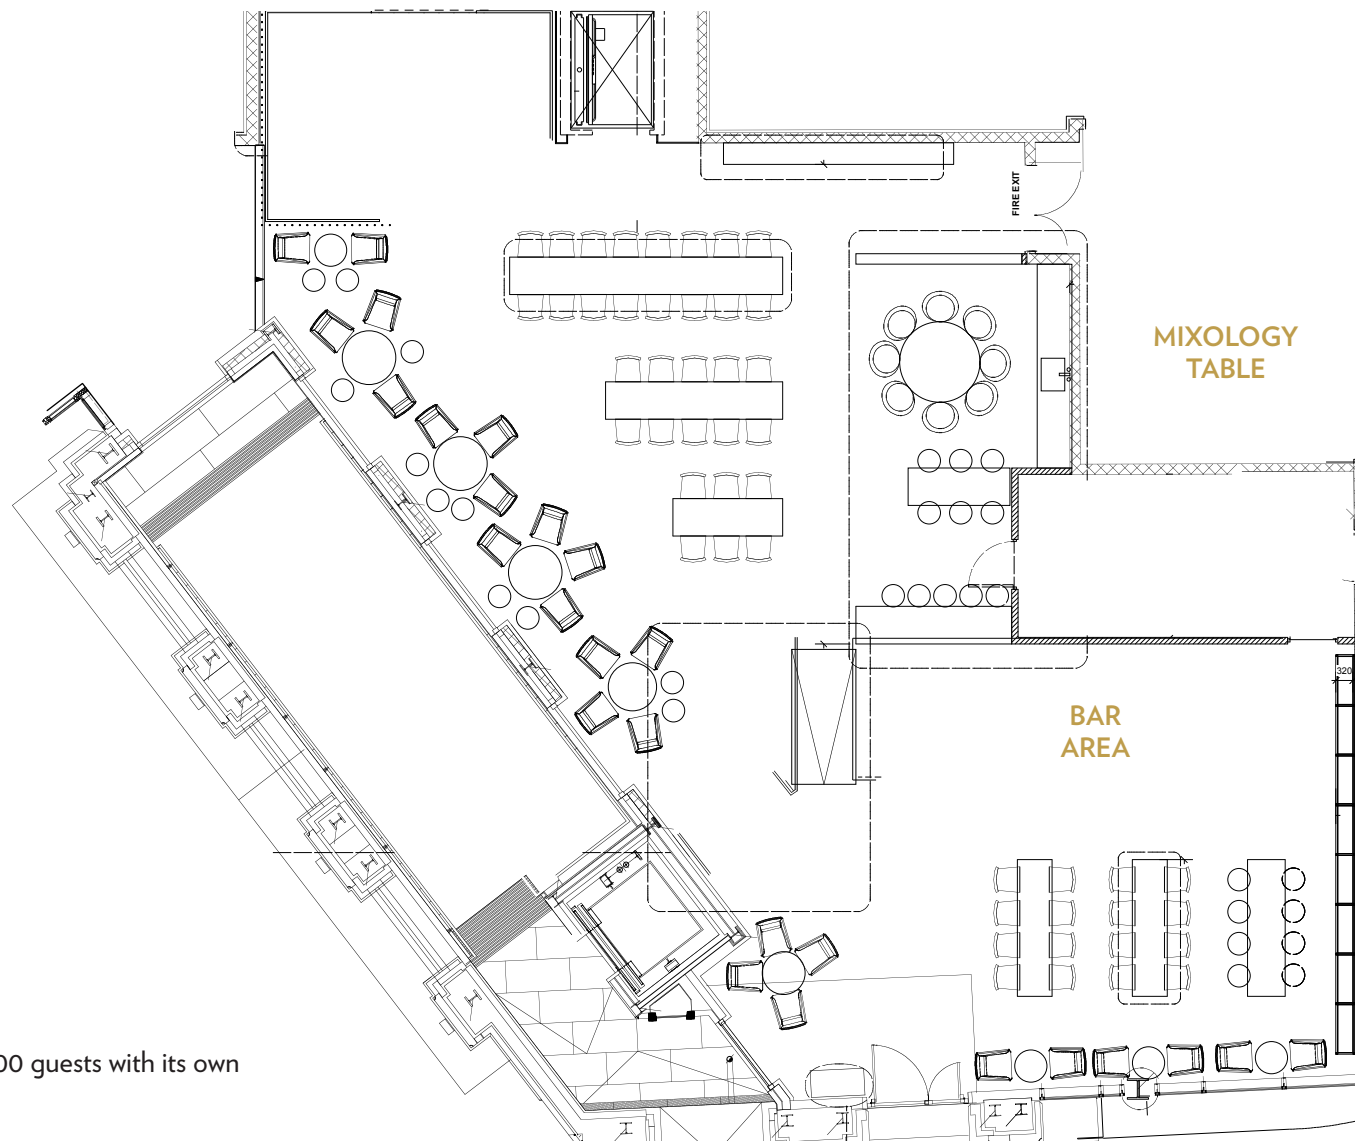 FIRE EXIT
MIXOLOGY
TABLE
320
BAR
AREA
00 guests with its own